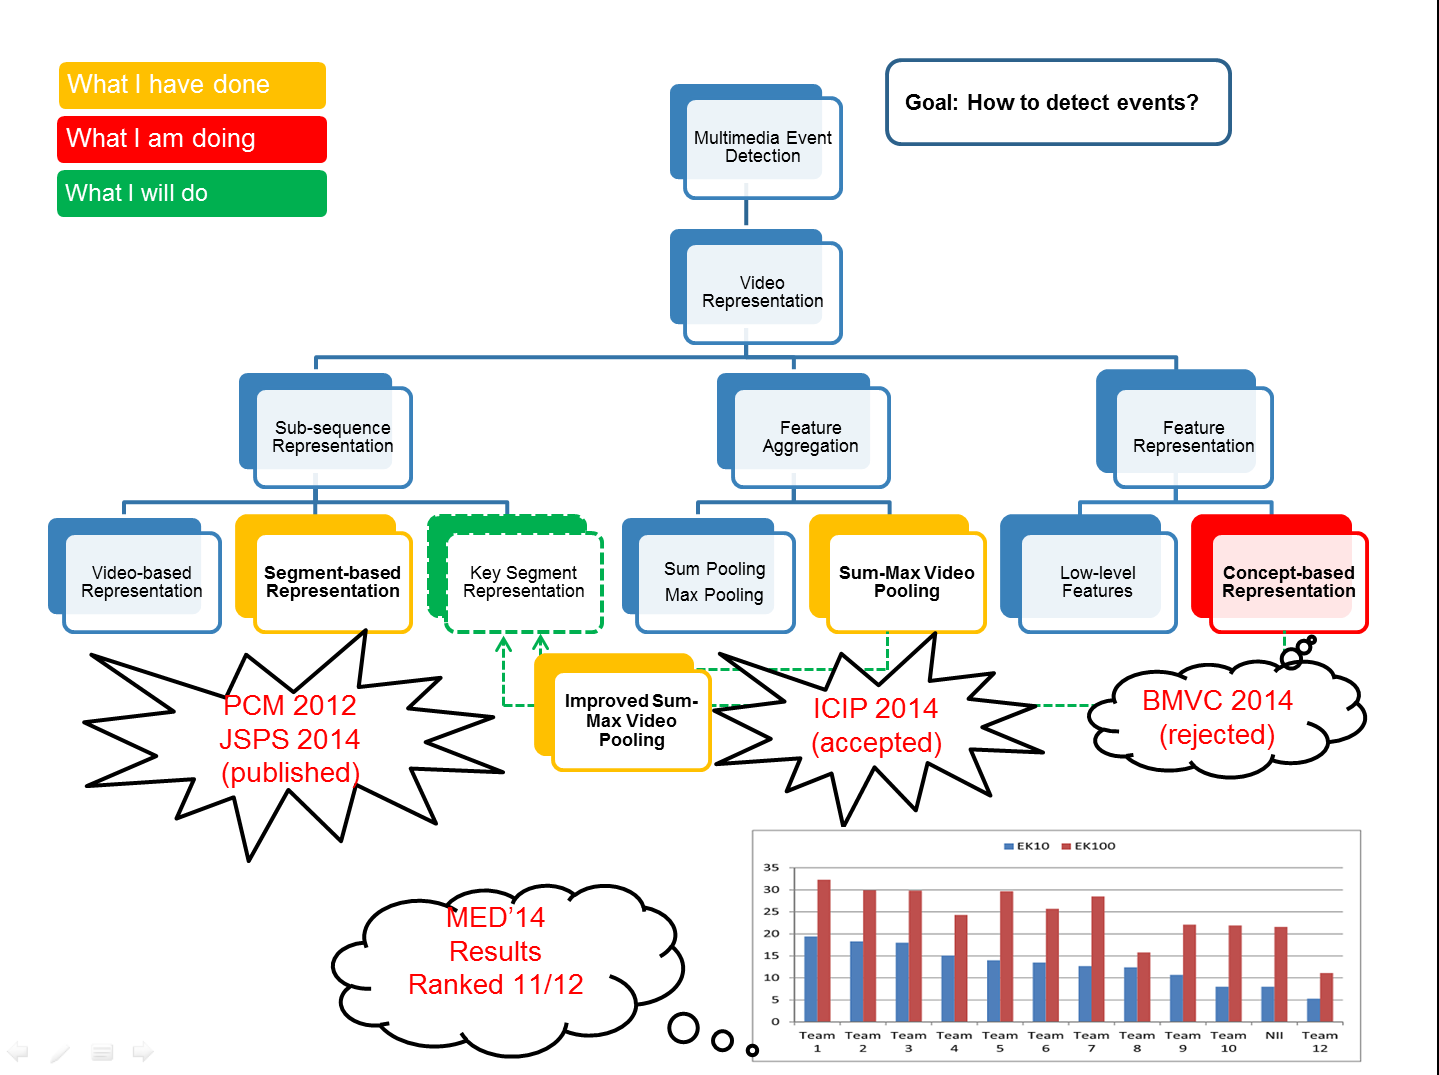 What I have done
What I am doing
What I will do
Goal: How to detect events?
Multimedia Event
Detection
Video
Representation
Sub-sequence
Representation
Feature
Aggregation
Feature
Representation
Video-based
Representation
Segment-based
Representation
Key Segment
Representation
Sum Pooling
Max Pooling
Sum-Max Video
Pooling
Low-level
Features
Concept-based
Representation
PCM 2012
JSPS 2014
(published)
Improved Sum-
Max Video
Pooling
ICIP 2014
(accepted)
BMVC 2014
(rejected)
MED’14
Results
Ranked 11/12
EK10 EK100
35
30
25
20
15
10
5
0
Team Team Team Team Team Team Team Team Team Team NII Team
1 2 3 4 5 6 7 8 9 10 12